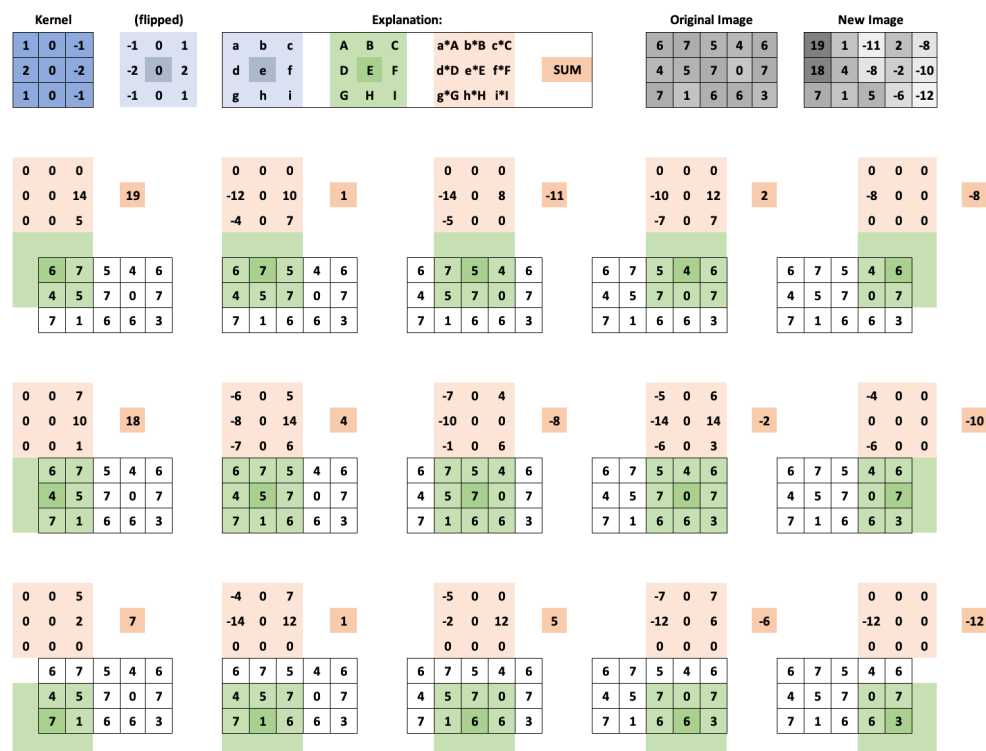 Kernel (flipped) Explanation: Original Image New Image
1 0 -1 -1 0 1 a b c A B C a*A b*B c*C 6 7 5 4 6 19 1 -11 2 -8
2 0 -2 -2 0 2 d e f D E F d*D e*E f*F SUM 4 5 7 0 7 18 4 -8 -2 -10
1 0 -1 -1 0 1 g h i G H I g*G h*H i*I 7 1 6 6 3 7 1 5 -6 -12
0 0 0 0 0 0 0 0 0 0 0 0 0 0 0
0 0 14 19 -12 0 10 1 -14 0 8 -11 -10 0 12 2 -8 0 0 -8
0 0 5 -4 0 7 -5 0 0 -7 0 7 0 0 0
6 7 5 4 6 6 7 5 4 6 6 7 5 4 6 6 7 5 4 6 6 7 5 4 6
4 5 7 0 7 4 5 7 0 7 4 5 7 0 7 4 5 7 0 7 4 5 7 0 7
7 1 6 6 3 7 1 6 6 3 7 1 6 6 3 7 1 6 6 3 7 1 6 6 3
0 0 7 -6 0 5 -7 0 4 -5 0 6 -4 0 0
0 0 10 18 -8 0 14 4 -10 0 0 -8 -14 0 14 -2 0 0 0 -10
0 0 1 -7 0 6 -1 0 6 -6 0 3 -6 0 0
6 7 5 4 6 6 7 5 4 6 6 7 5 4 6 6 7 5 4 6 6 7 5 4 6
4 5 7 0 7 4 5 7 0 7 4 5 7 0 7 4 5 7 0 7 4 5 7 0 7
7 1 6 6 3 7 1 6 6 3 7 1 6 6 3 7 1 6 6 3 7 1 6 6 3
0 0 5 -4 0 7 -5 0 0 -7 0 7 0 0 0
0 0 2 7 -14 0 12 1 -2 0 12 5 -12 0 6 -6 -12 0 0 -12
0 0 0 0 0 0 0 0 0 0 0 0 0 0 0
6 7 5 4 6 6 7 5 4 6 6 7 5 4 6 6 7 5 4 6 6 7 5 4 6
4 5 7 0 7 4 5 7 0 7 4 5 7 0 7 4 5 7 0 7 4 5 7 0 7
7 1 6 6 3 7 1 6 6 3 7 1 6 6 3 7 1 6 6 3 7 1 6 6 3